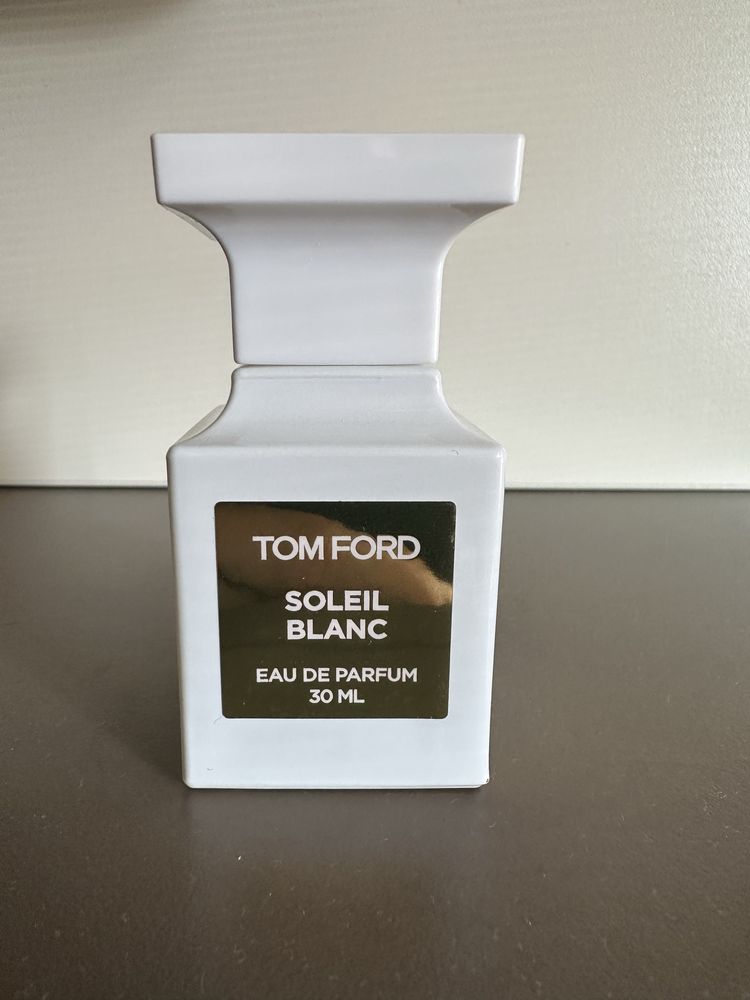 TOM FORD
SOLEIL
BLANC
EAU DE PARFUM
30 ML